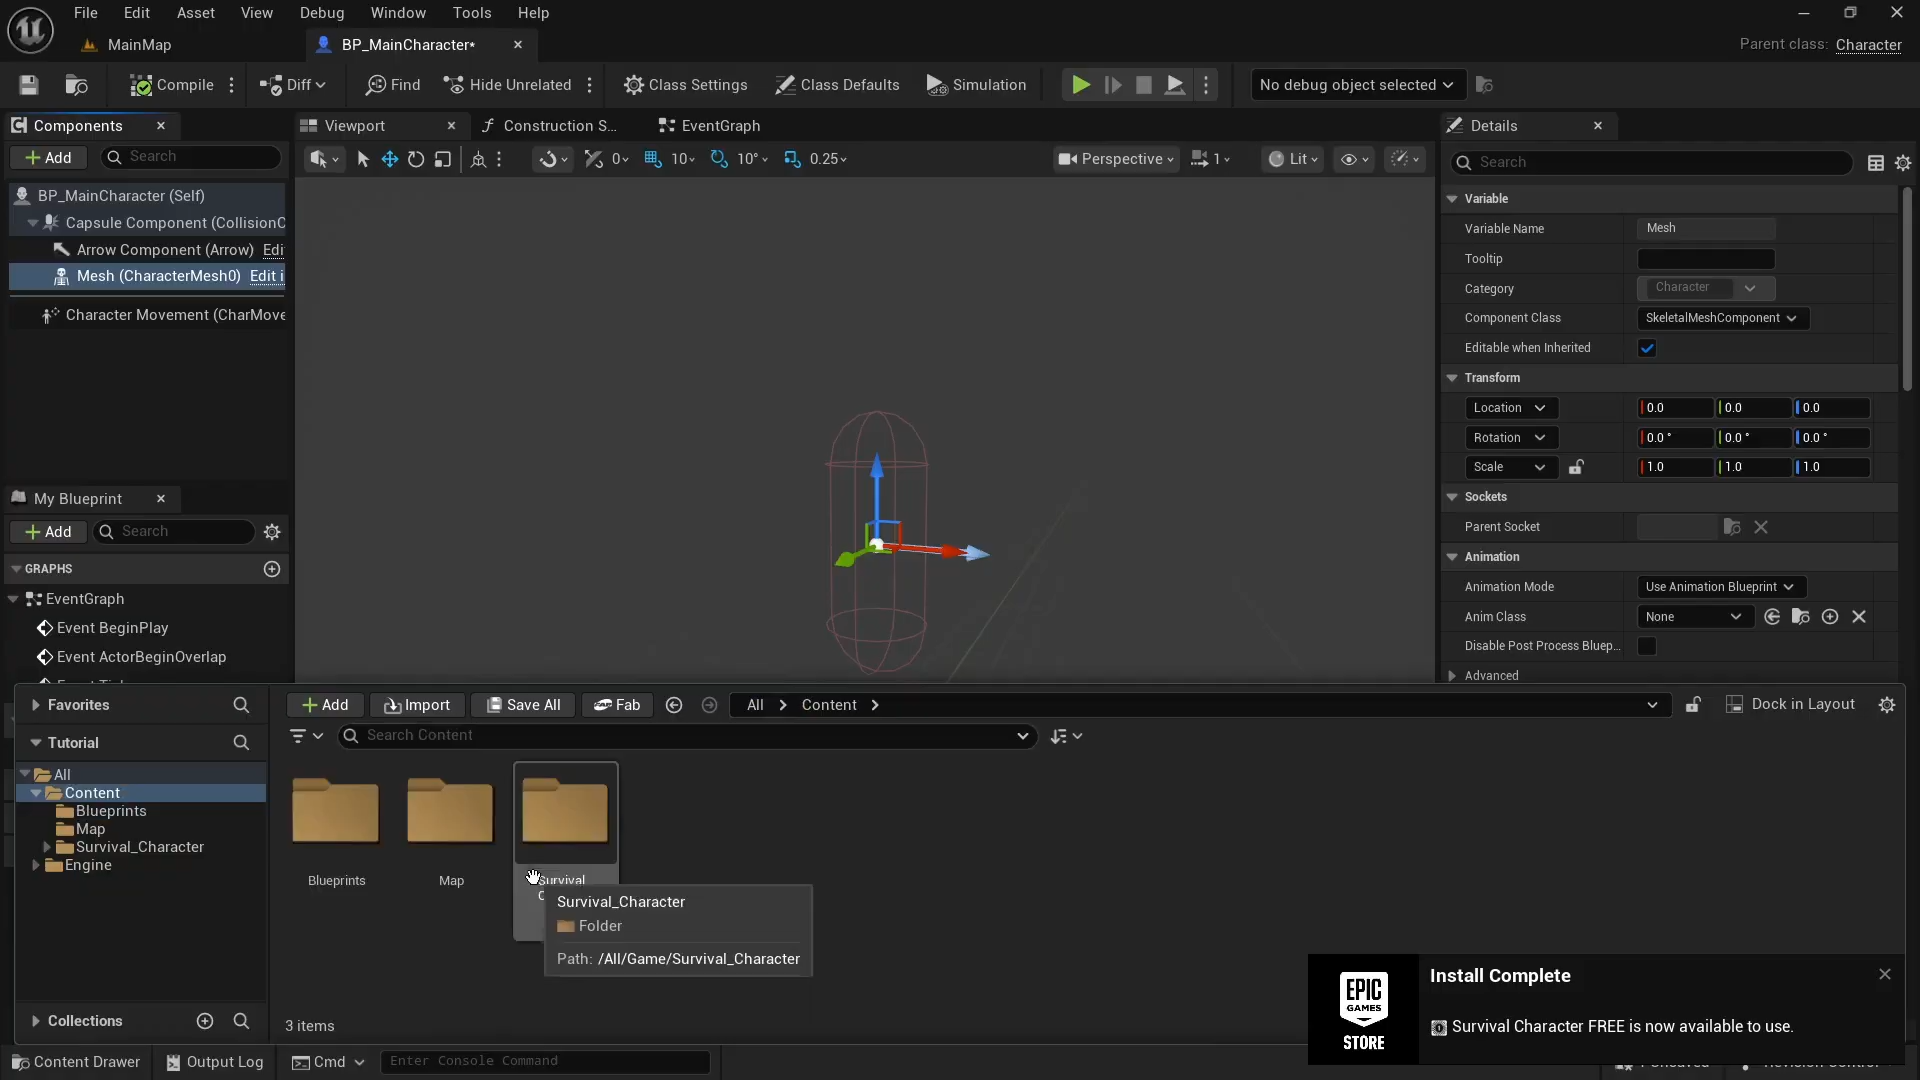 File Edit Asset View Debug Window Tools Help
MainMap
BP_MainCharacter*
Parent class: Character
Compile
Diff
Find
Hide Unrelated
Class Settings
Class Defaults
Simulation
No debug object selected
Components
Add
Search
BP_MainCharacter (Self)
Capsule Component (CollisionC
Arrow Component (Arrow) Edi
Mesh (CharacterMesh0) Edit i
Character Movement (CharMove
My Blueprint
Add
Search
GRAPHS
EventGraph
Event BeginPlay
Event ActorBeginOverlap
Viewport
Construction S...
EventGraph
0
10
10°
0.25
Perspective
1
Lit
Details
Search
Variable
Variable Name Mesh
Tooltip
Category Character
Component Class SkeletalMeshComponent
Editable when Inherited
Transform
Location 0.0 0.0 0.0
Rotation 0.0 ° 0.0 ° 0.0 °
Scale 1.0 1.0 1.0
Sockets
Parent Socket
Animation
Animation Mode Use Animation Blueprint
Anim Class None
Disable Post Process Bluep...
Advanced
Favorites
Tutorial
All
Content
Blueprints
Map
Survival_Character
Engine
Collections
Add
Import
Save All
Fab
All > Content >
Dock in Layout
Search Content
Blueprints
Map
Survival
Survival_Character
Folder
Path: /All/Game/Survival_Character
3 items
EPIC
GAMES
STORE
Install Complete
Survival Character FREE is now available to use.
Content Drawer
Output Log
Cmd
Enter Console Command